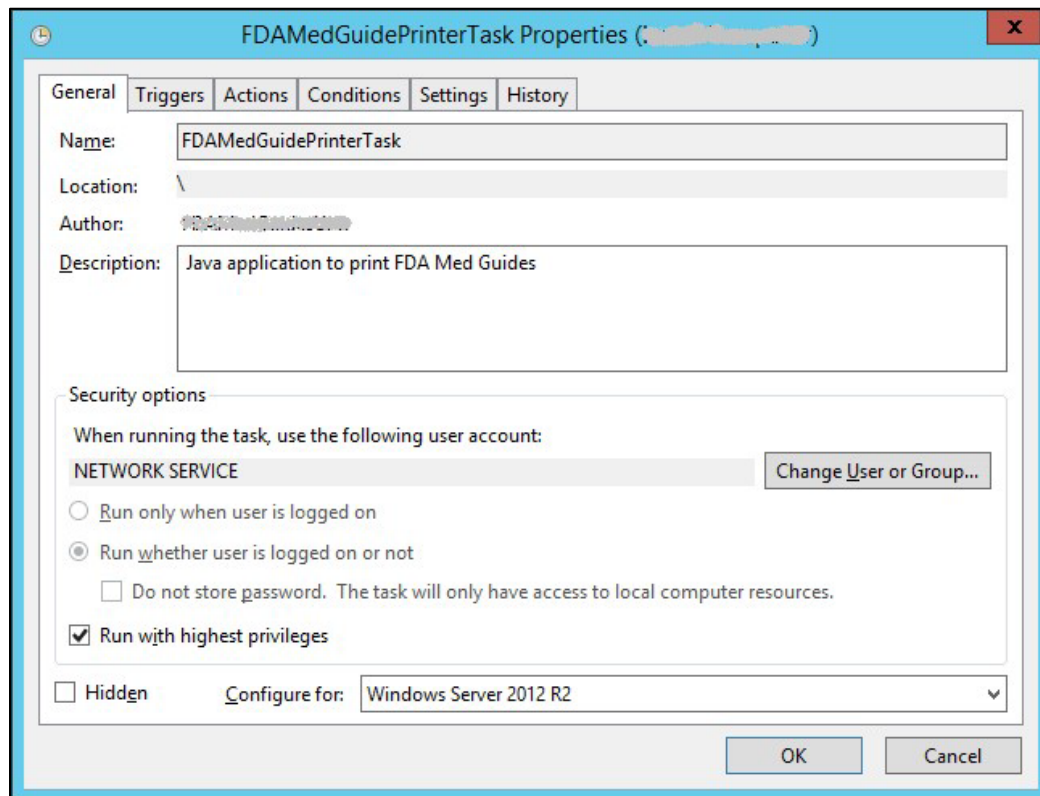 FDAMedGuidePrinterTask Properties ( )
x
General Triggers Actions Conditions Settings History
Name: FDAMedGuidePrinterTask
Location: \
Author:
Description: Java application to print FDA Med Guides
Security options
When running the task, use the following user account:
NETWORK SERVICE Change User or Group...
Run only when user is logged on
Run whether user is logged on or not
Do not store password. The task will only have access to local computer resources.
Run with highest privileges
Hidden Configure for: Windows Server 2012 R2
OK Cancel